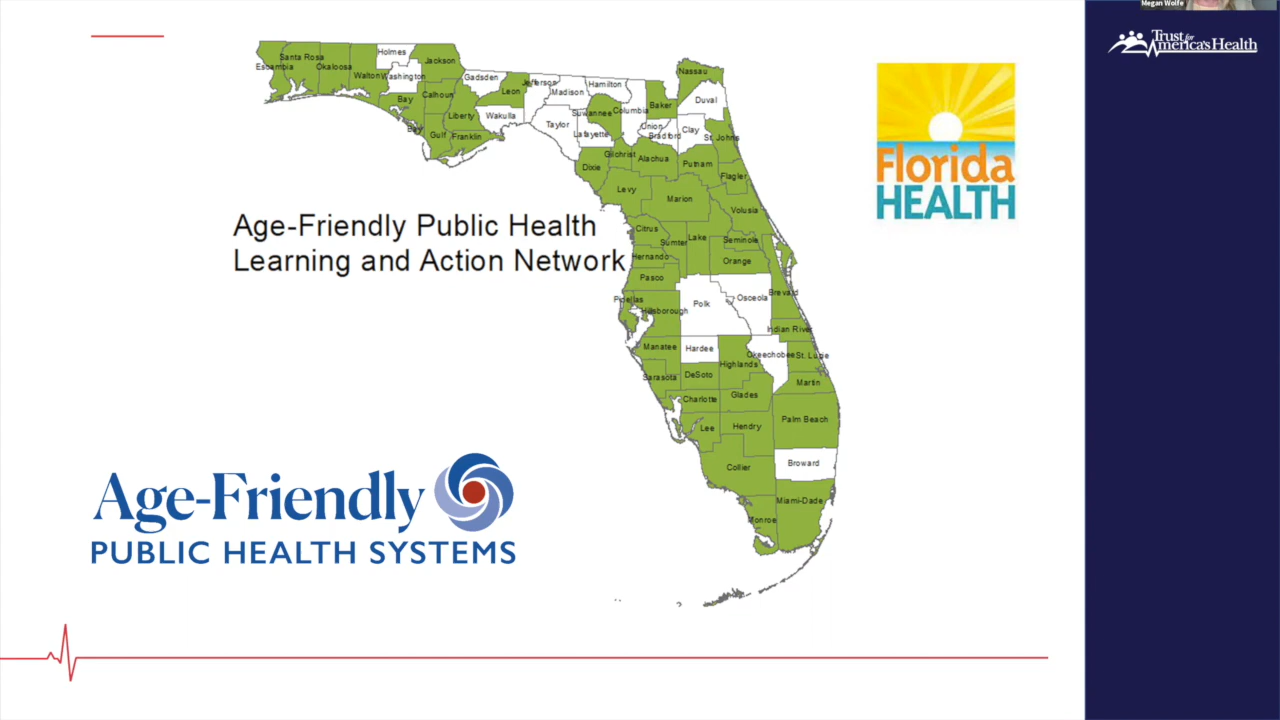 Megan Wolfe
Trust for America's Health
Holmes
Santa Rosa
Jackson
Escambia
Okaloosa
Walton
Washington
Gadsden
Jefferson
Hamilton
Nassau
Leon
Madison
Calhoun
Bay
Baker
Duval
Liberty
Wakulla
Suwannee
Columbia
Taylor
Union
Clay
Bay
Gulf
Franklin
Lafayette
Bradford
St. Johns
Gilchrist
Alachua
Putnam
Dixie
Flagler
Levy
Marion
Volusia
Florida
HEALTH
Age-Friendly Public Health
Learning and Action Network
Citrus
Sumter
Lake
Seminole
Hernando
Orange
Pasco
Pinellas
Hillsborough
Polk
Osceola
Brevard
Indian River
Manatee
Hardee
Okeechobee
St. Lucie
Highlands
Sarasota
DeSoto
Martin
Charlotte
Glades
Lee
Hendry
Palm Beach
Collier
Broward
Miami-Dade
Monroe
Age-Friendly
PUBLIC HEALTH SYSTEMS